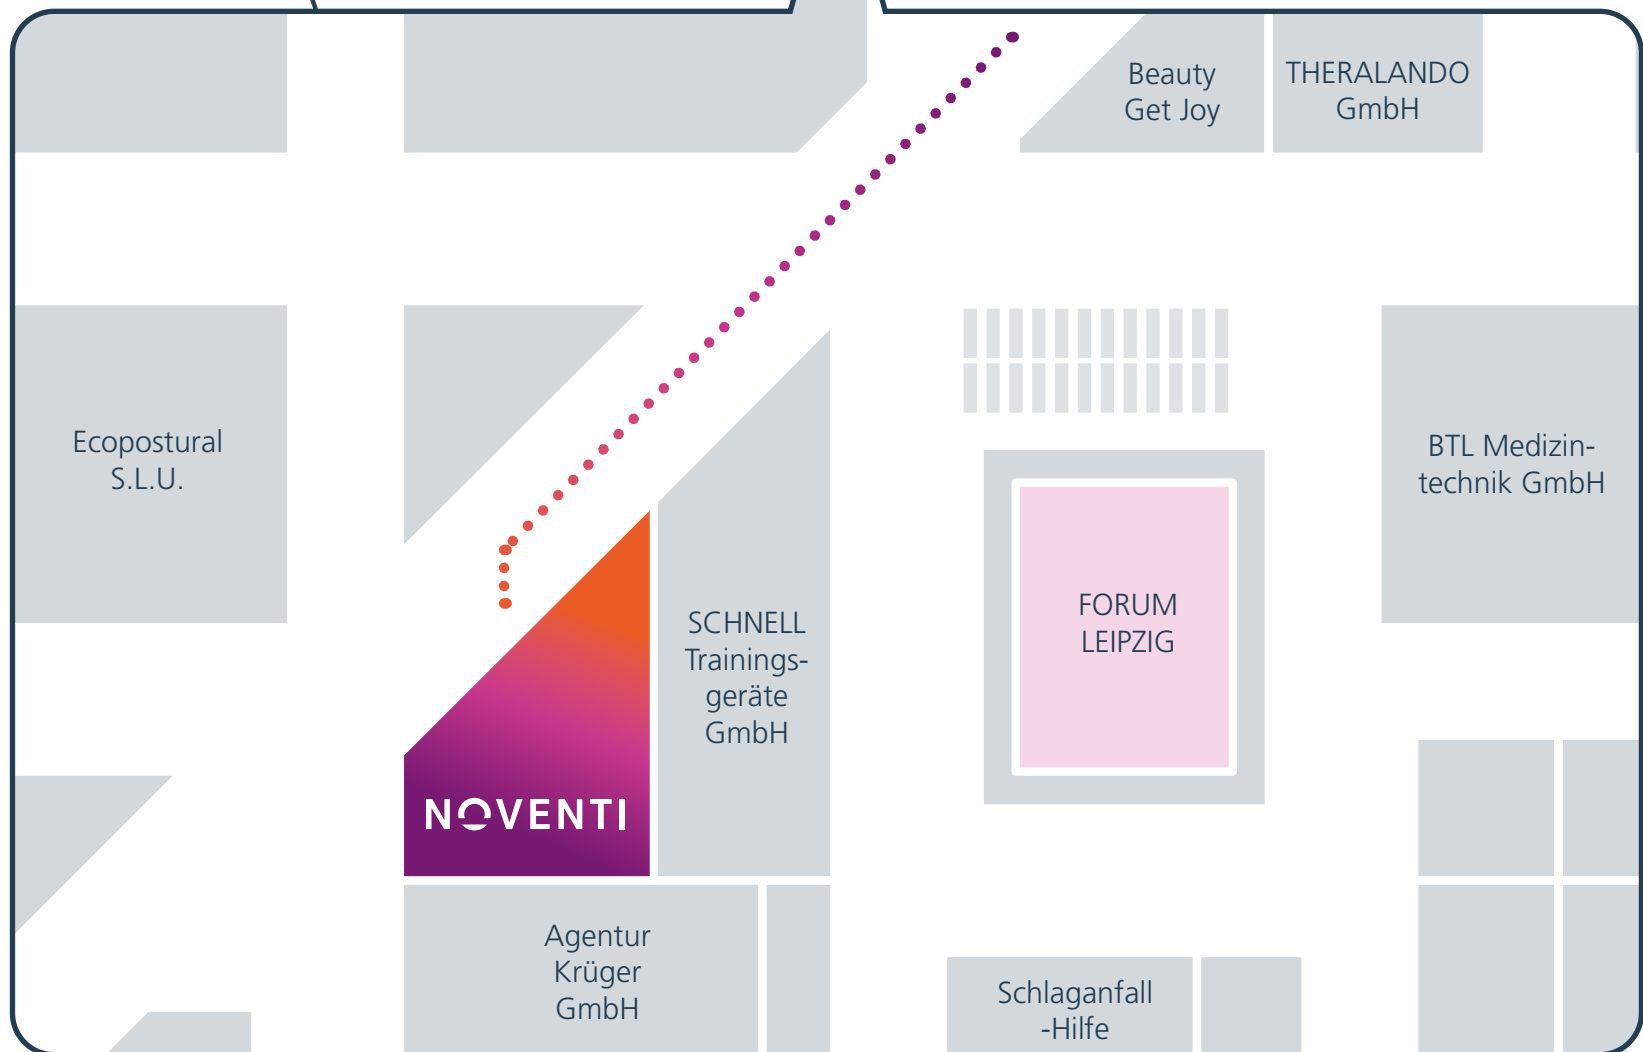 Beauty
Get Joy
THERALANDO
GmbH
Ecopostural
S.L.U.
BTL Medizin-
technik GmbH
FORUM
LEIPZIG
SCHNELL
Trainings-
geräte
GmbH
NOVENTI
Agentur
Krüger
GmbH
Schlaganfall
-Hilfe